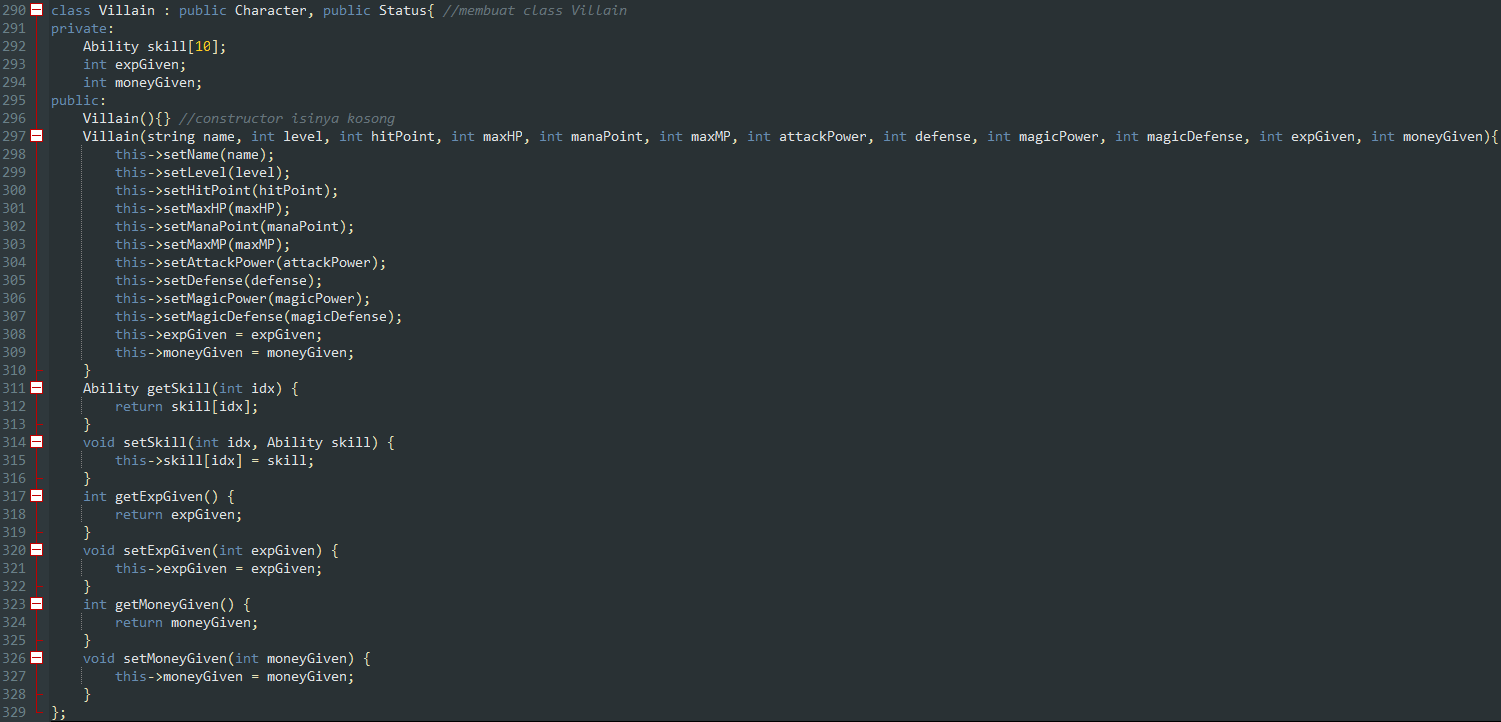 290 class Villain : public Character, public Status{ //membuat class Villain
291 private:
292     Ability skill[10];
293     int expGiven;
294     int moneyGiven;
295 public:
296     Villain(){} //constructor isinya kosong
297     Villain(string name, int level, int hitPoint, int maxHP, int manaPoint, int maxMP, int attackPower, int defense, int magicPower, int magicDefense, int expGiven, int moneyGiven){
298         this->setName(name);
299         this->setLevel(level);
300         this->setHitPoint(hitPoint);
301         this->setMaxHP(maxHP);
302         this->setManaPoint(manaPoint);
303         this->setMaxMP(maxMP);
304         this->setAttackPower(attackPower);
305         this->setDefense(defense);
306         this->setMagicPower(magicPower);
307         this->setMagicDefense(magicDefense);
308         this->expGiven = expGiven;
309         this->moneyGiven = moneyGiven;
310     }
311     Ability getSkill(int idx) {
312         return skill[idx];
313     }
314     void setSkill(int idx, Ability skill) {
315         this->skill[idx] = skill;
316     }
317     int getExpGiven() {
318         return expGiven;
319     }
320     void setExpGiven(int expGiven) {
321         this->expGiven = expGiven;
322     }
323     int getMoneyGiven() {
324         return moneyGiven;
325     }
326     void setMoneyGiven(int moneyGiven) {
327         this->moneyGiven = moneyGiven;
328     }
329 };